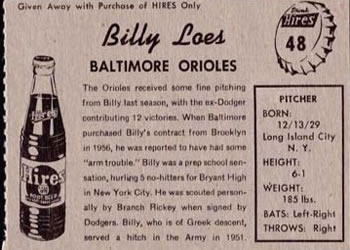 Given Away with Purchase of HIRES Only
Billy Loes
BALTIMORE ORIOLES
The Orioles received some fine pitching
from Billy last season, with the ex-Dodger
contributing 12 victories. When Baltimore
purchased Billy's contract from Brooklyn
in 1956, he was reported to have had some
"arm trouble." Billy was a prep school sen-
sation, hurling 5 no-hitters for Bryant High
in New York City. He was scouted person-
ally by Branch Rickey when signed by
Dodgers. Billy, who is of Greek descent,
served a hitch in the Army in 1951.
Drink
Hires
48
PITCHER
BORN:
12/13/29
Long Island City
N. Y.
HEIGHT:
6-1
WEIGHT:
185 lbs.
BATS: Left-Right
THROWS: Right
Hires
Hires
ROOT BEER